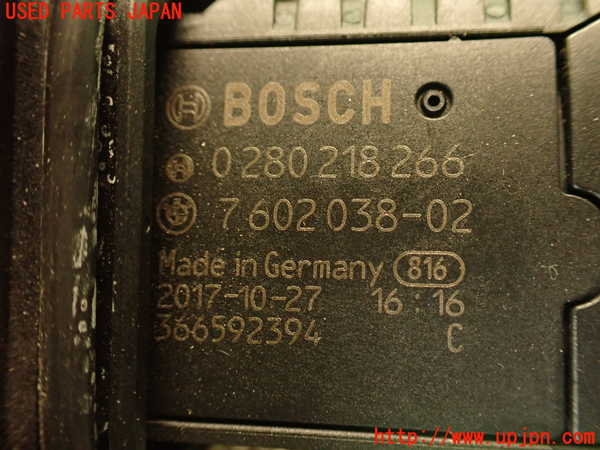 USED PARTS JAPAN
BOSCH
0 280 218 266
7 602 038-02
Made in Germany 816
2017-10-27 16:16
366592394 C
http://www.upjpn.com